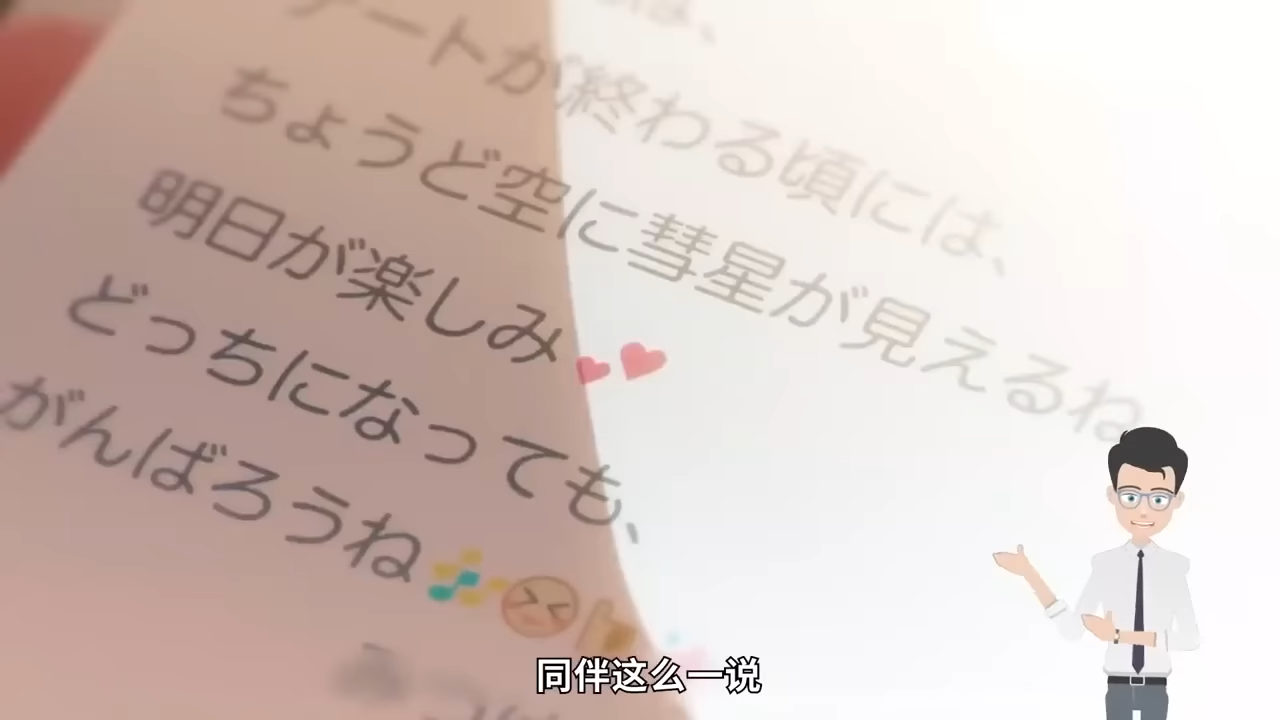 デートが終わる頃には、
ちょうど空に彗星が見えるね
明日が楽しみ
どっちになっても、
がんばろうね
同伴这么一说